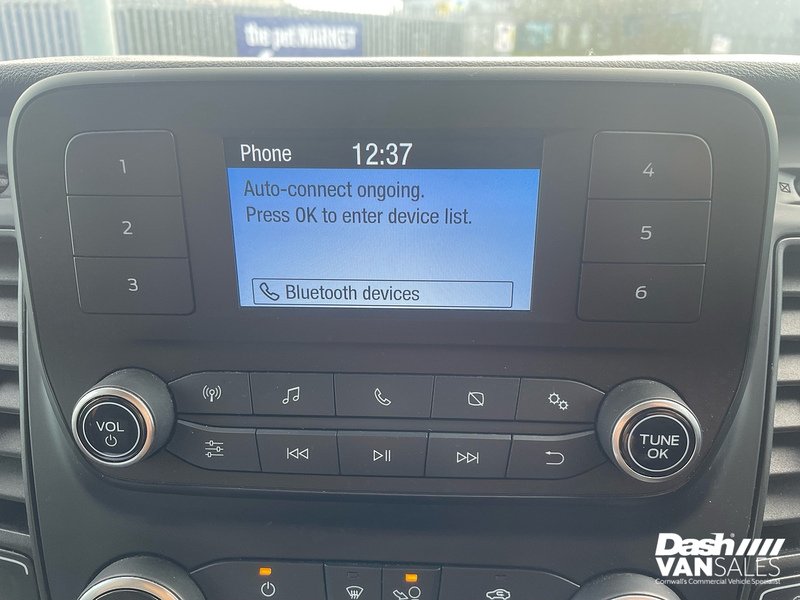 the pet MARKET
Phone 12:37
Auto-connect ongoing.
Press OK to enter device list.
Bluetooth devices
1
2
3
4
5
6
VOL
TUNE
OK
Dash
VANSALES
Cornwall's Commercial Vehicle Specialist